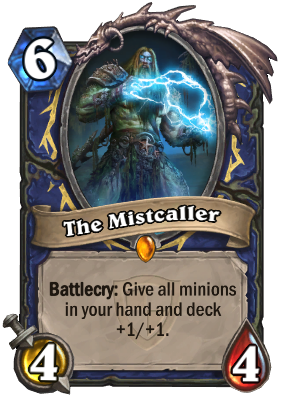 6
The Mistcaller
Battlecry: Give all minions
in your hand and deck
+1/+1.
4
4